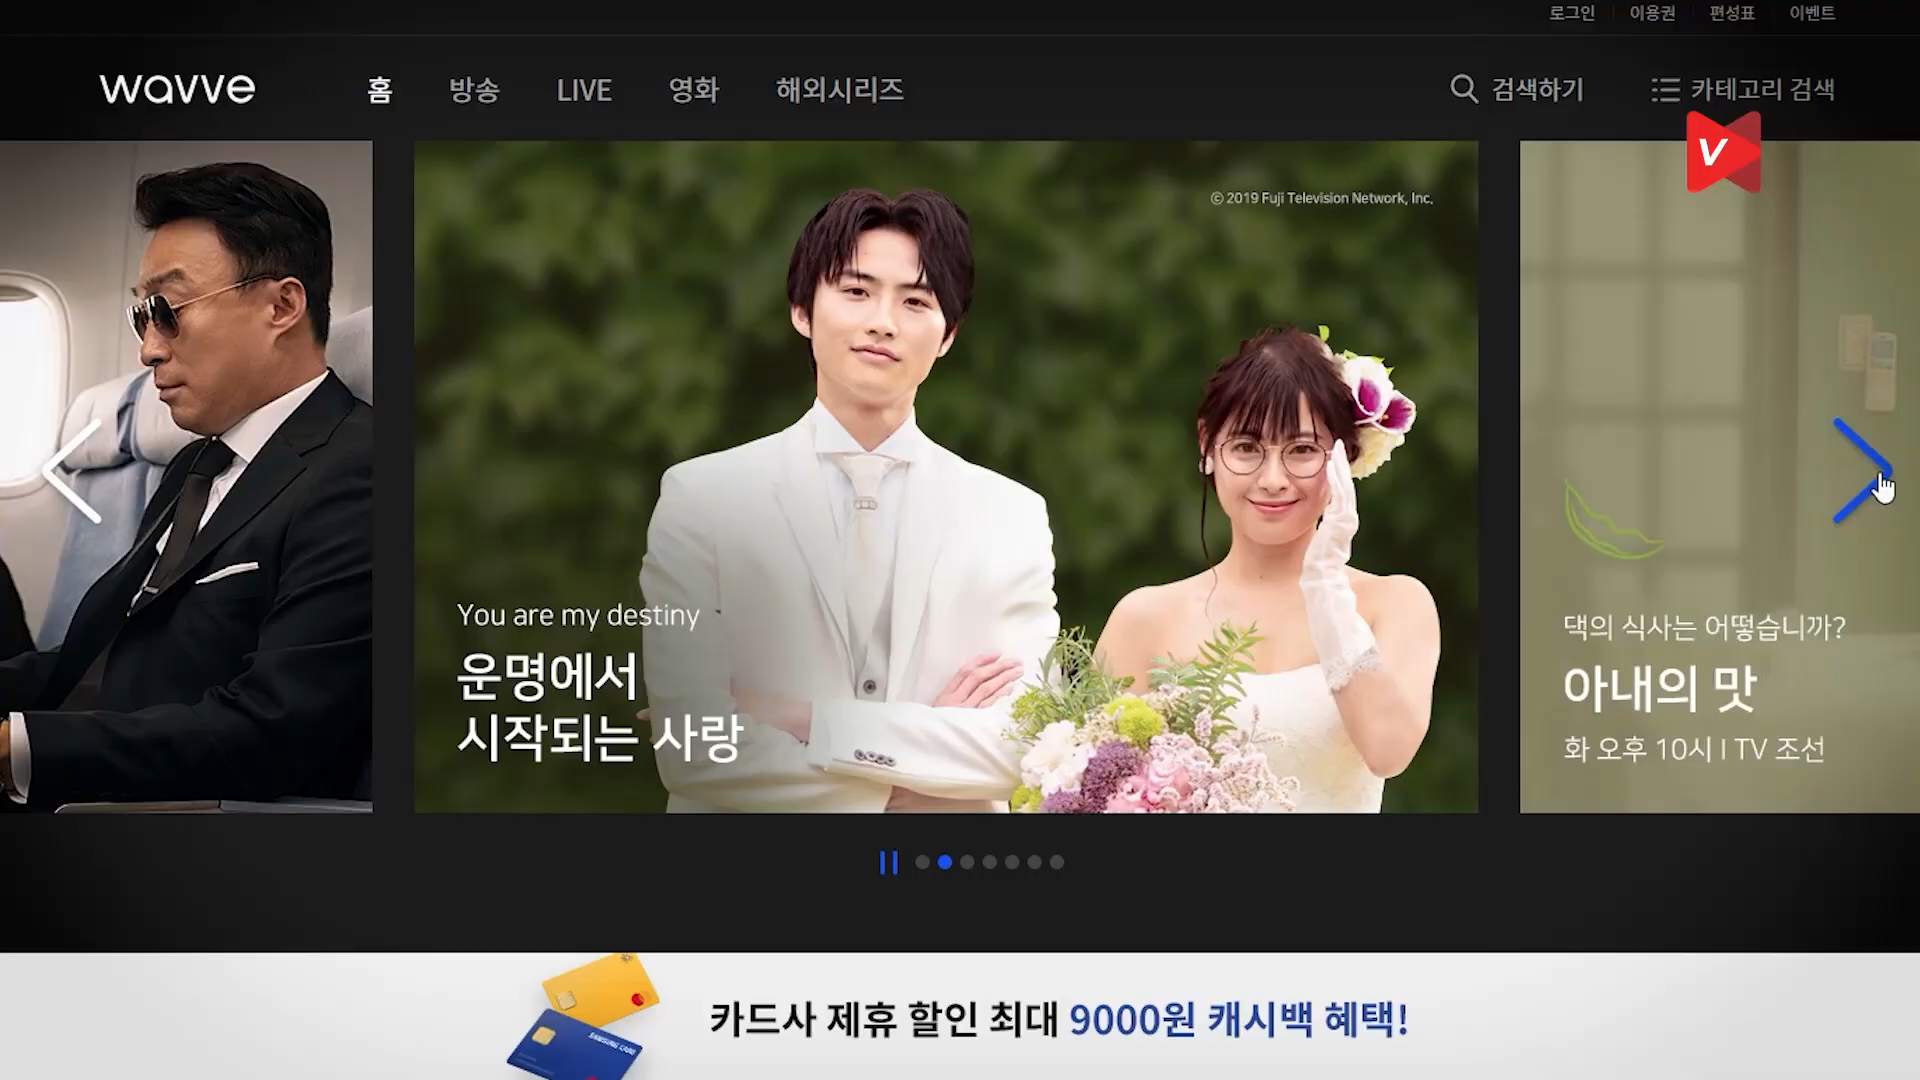 로그인 이용권 편성표 이벤트
wavve 홈 방송 LIVE 영화 해외시리즈 검색하기 카테고리 검색
V
© 2019 Fuji Television Network, Inc.
You are my destiny
운명에서
시작되는 사랑
댁의 식사는 어떻습니까?
아내의 맛
화 오후 10시 | TV 조선
SAMSUNG CARD
카드사 제휴 할인 최대 9000원 캐시백 혜택!